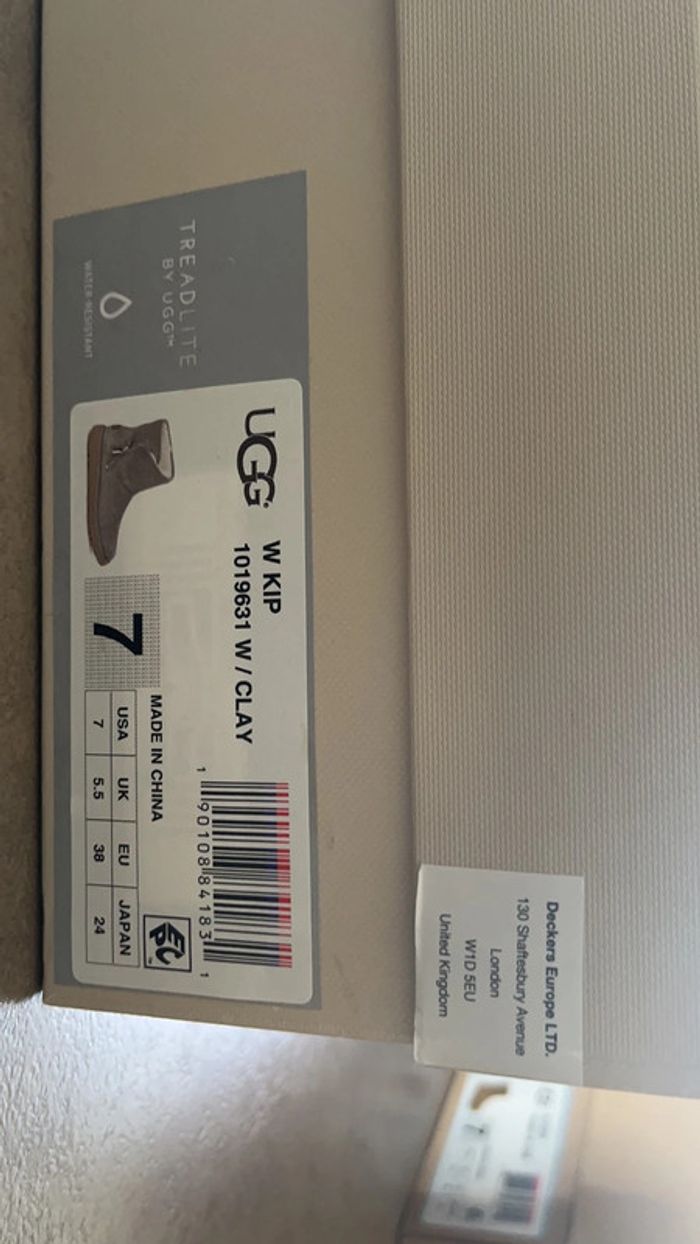 TREADLITE
BY UGG™
WATER-RESISTANT
UGG®
W KIP
1019631 W / CLAY
7
MADE IN CHINA
USA UK EU JAPAN
7 5.5 38 24
1 90108 84183 1
Deckers Europe LTD.
130 Shaftesbury Avenue
London
W1D 5EU
United Kingdom
7